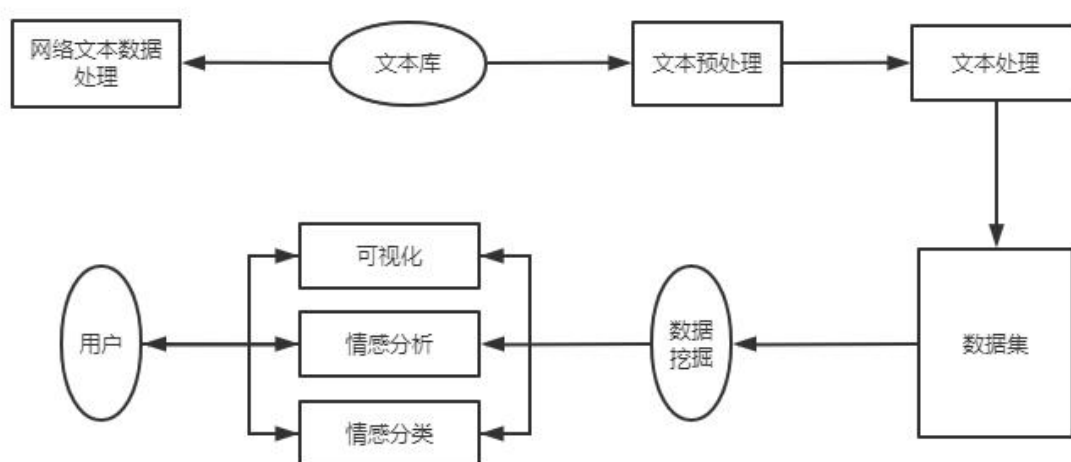 网络文本数据
处理
文本库
文本预处理
文本处理
可视化
用户
情感分析
数据
挖掘
数据集
情感分类